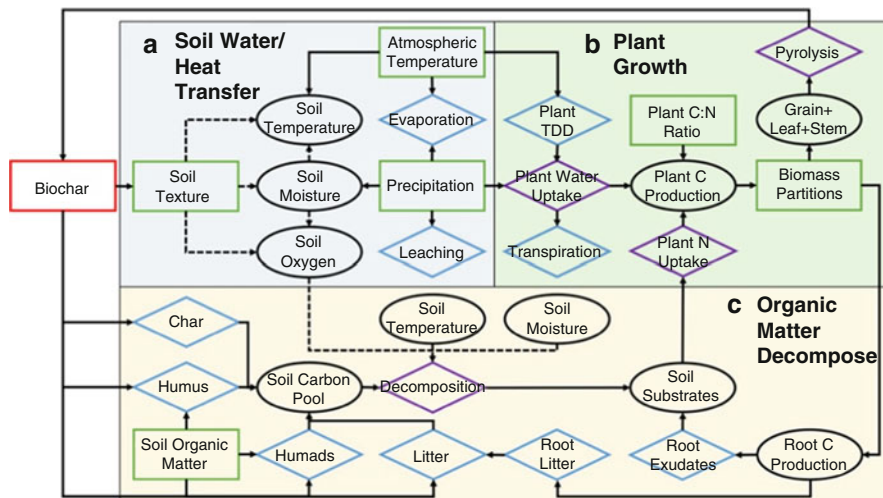 a Soil Water/
Heat
Transfer
Atmospheric
Temperature
b Plant
Growth
Pyrolysis
Soil
Temperature
Evaporation
Plant
TDD
Plant C:N
Ratio
Grain+
Leaf+Stem
Biochar
Soil
Texture
Soil
Moisture
Precipitation
Plant Water
Uptake
Plant C
Production
Biomass
Partitions
Soil
Oxygen
Leaching
Transpiration
Plant N
Uptake
c Organic
Matter
Decompose
Char
Soil
Temperature
Soil
Moisture
Humus
Soil Carbon
Pool
Decomposition
Soil
Substrates
Soil Organic
Matter
Humads
Litter
Root
Litter
Root
Exudates
Root C
Production